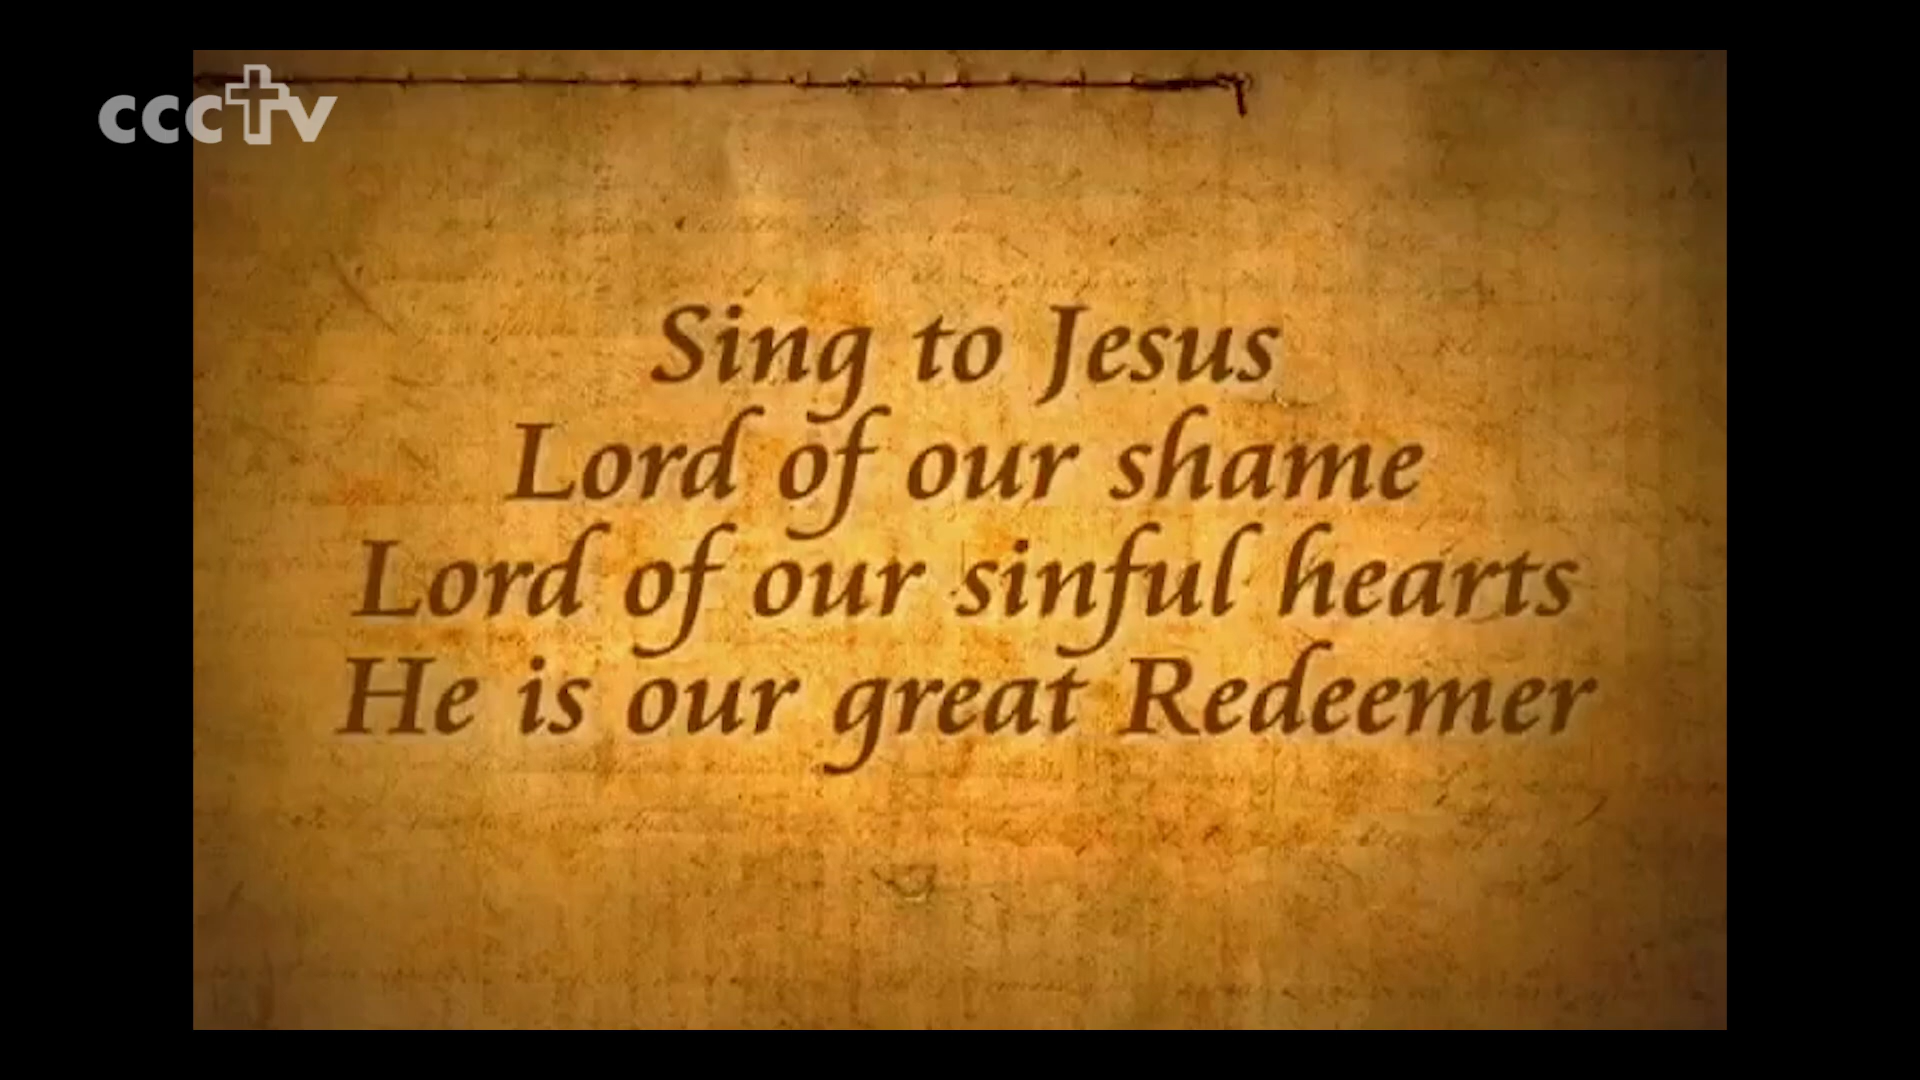 cccTv
Sing to Jesus
Lord of our shame
Lord of our sinful hearts
He is our great Redeemer